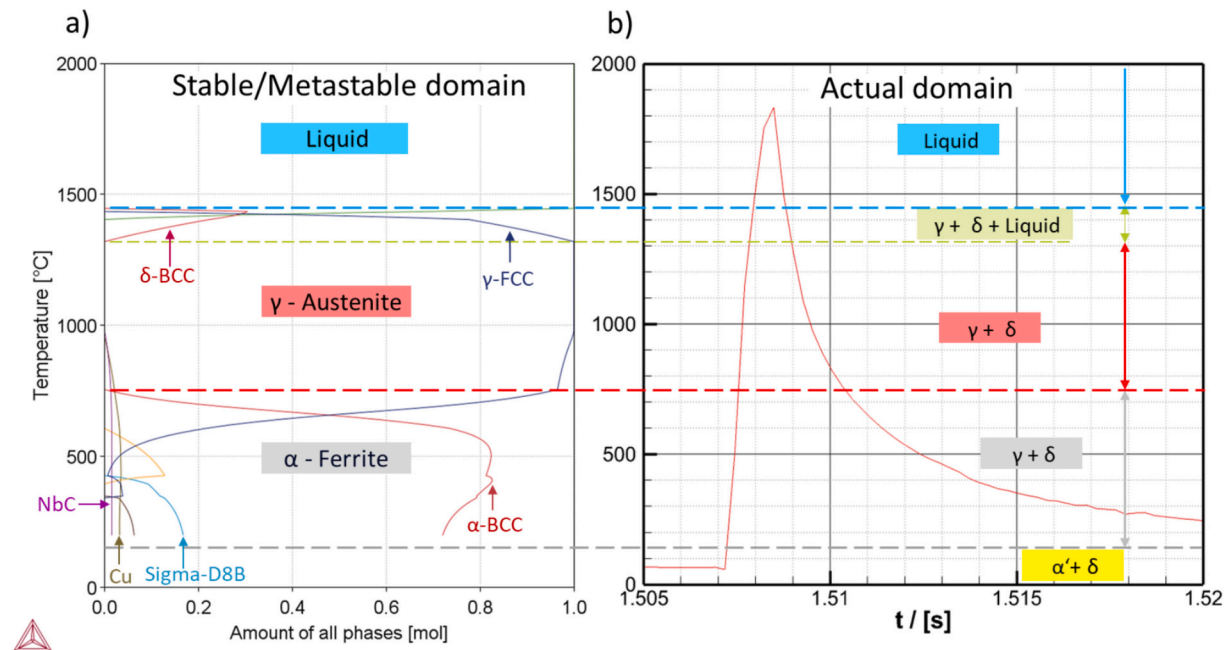 a)
b)
2000
Stable/Metastable domain
Liquid
1500
δ-BCC
γ-FCC
γ - Austenite
1000
Temperature [°C]
500
α - Ferrite
NbC
α-BCC
Cu
Sigma-D8B
0
0.0 0.2 0.4 0.6 0.8 1.0
Amount of all phases [mol]
2000
Actual domain
Liquid
1500
γ + δ + Liquid
1000
γ + δ
500
γ + δ
α‘+ δ
0
1.505 1.51 1.515 1.52
t / [s]